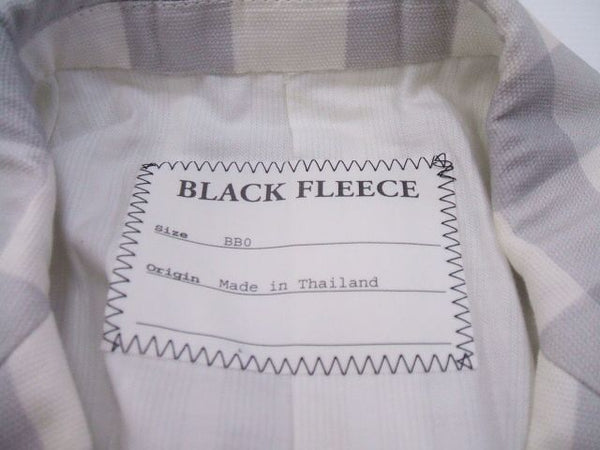 BLACK FLEECE
Size BB0
Origin Made in Thailand